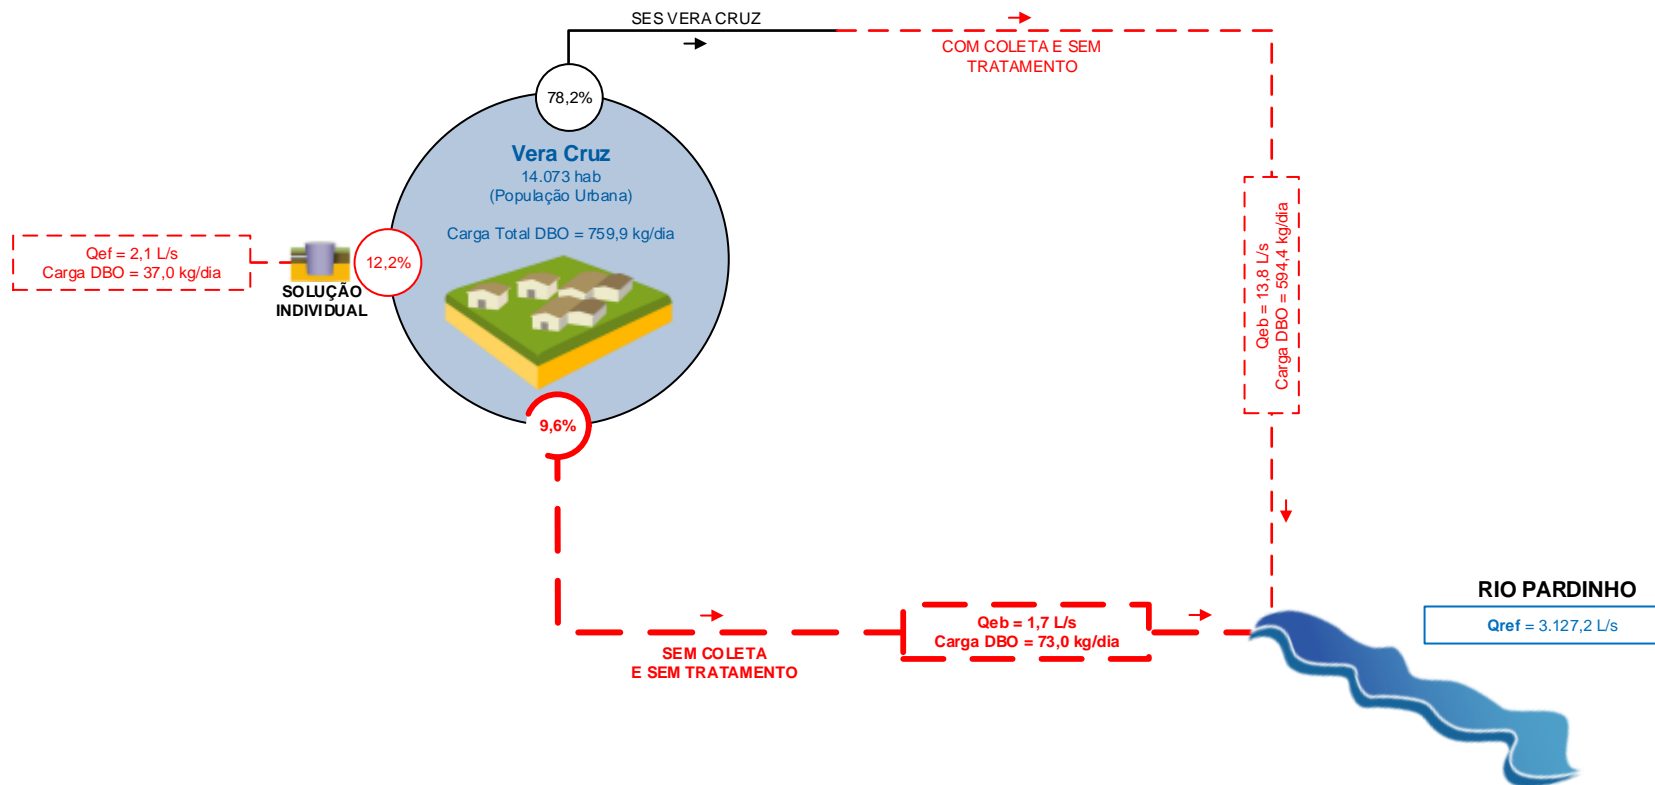 SES VERA CRUZ
COM COLETA E SEM
TRATAMENTO
78,2%
Vera Cruz
14.073 hab
(População Urbana)
Carga Total DBO = 759,9 kg/dia
Qef = 2,1 L/s
Carga DBO = 37,0 kg/dia
12,2%
SOLUÇÃO
INDIVIDUAL
Qeb = 13,8 L/s
Carga DBO = 594,4 kg/dia
9,6%
SEM COLETA
E SEM TRATAMENTO
Qeb = 1,7 L/s
Carga DBO = 73,0 kg/dia
RIO PARDINHO
Qref = 3.127,2 L/s